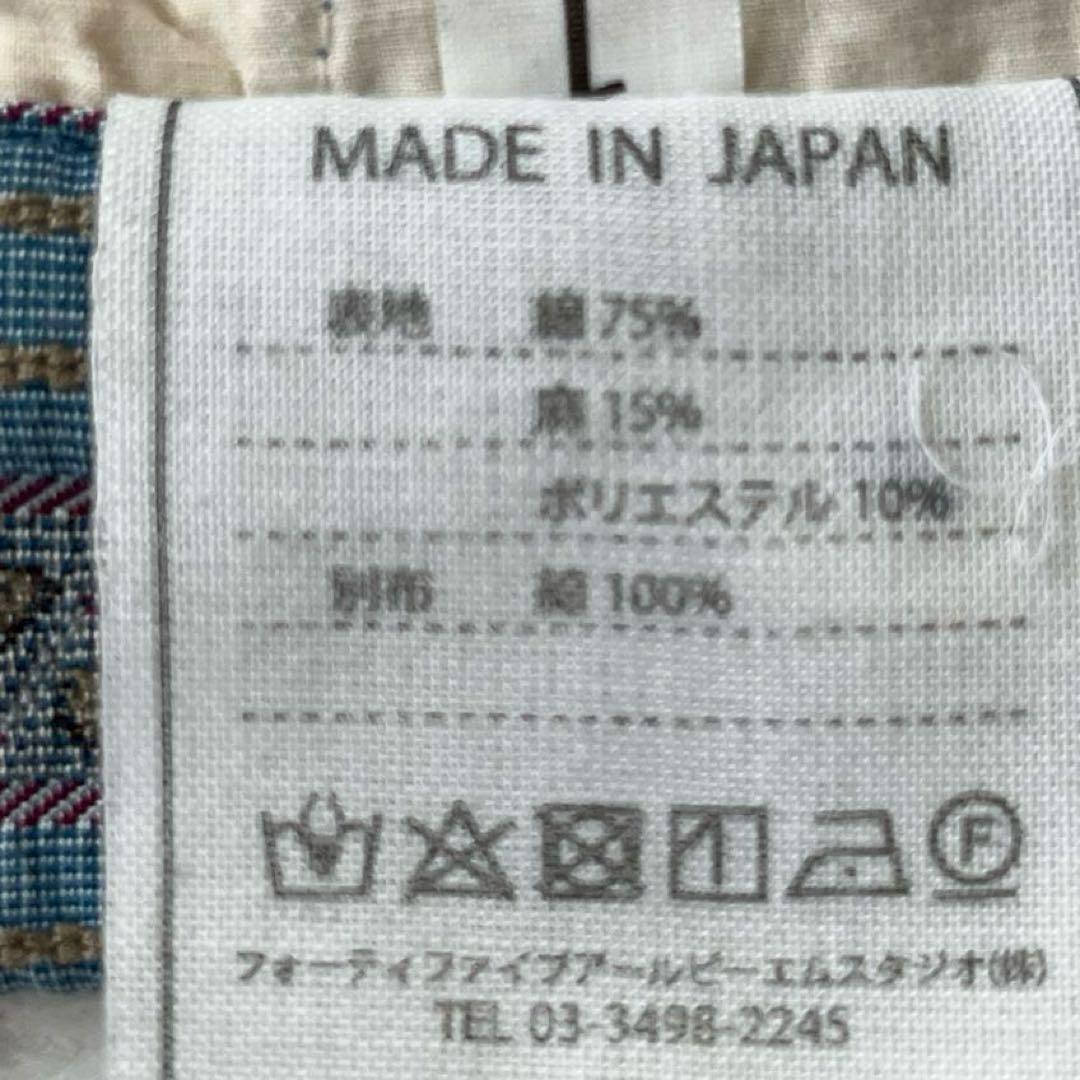 L
MADE IN JAPAN
表地 綿 75%
麻 15%
ポリエステル 10%
別布 綿 100%
F
フォーティファイブアールピーエムスタジオ(株)
TEL 03-3498-2245